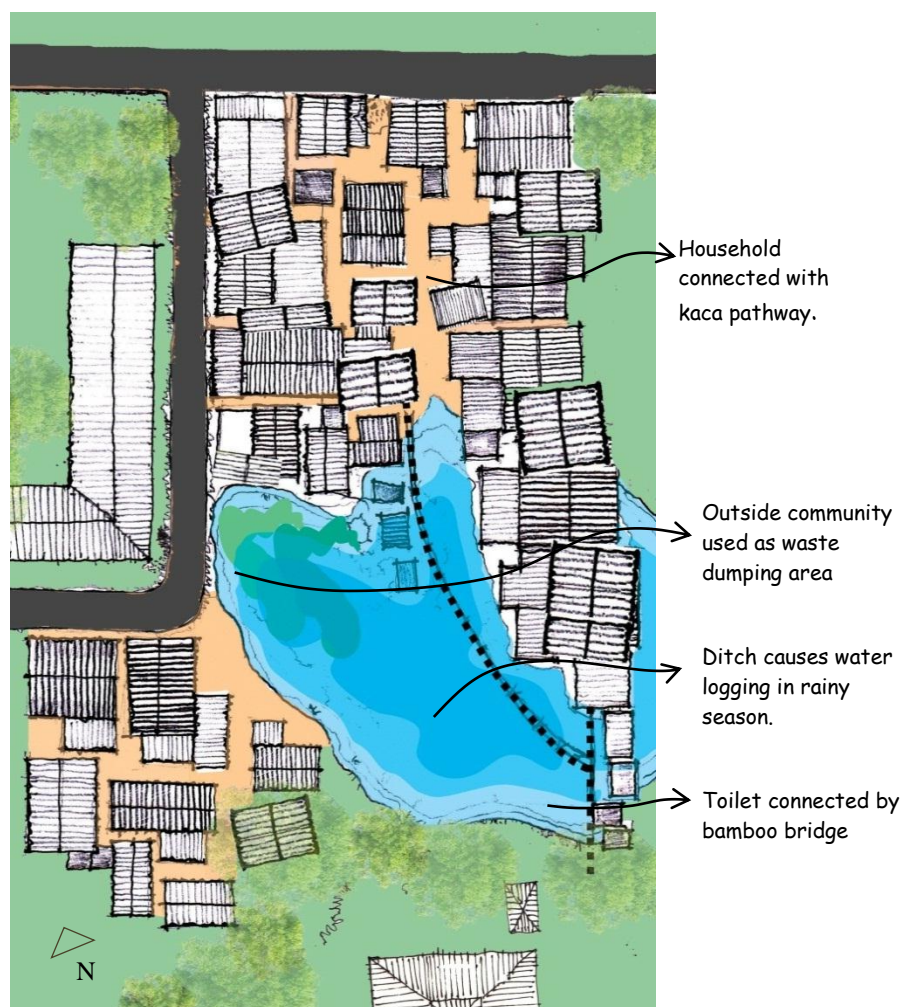 Household
connected with
kaca pathway.
Outside community
used as waste
dumping area
Ditch causes water
logging in rainy
season.
Toilet connected by
bamboo bridge
N